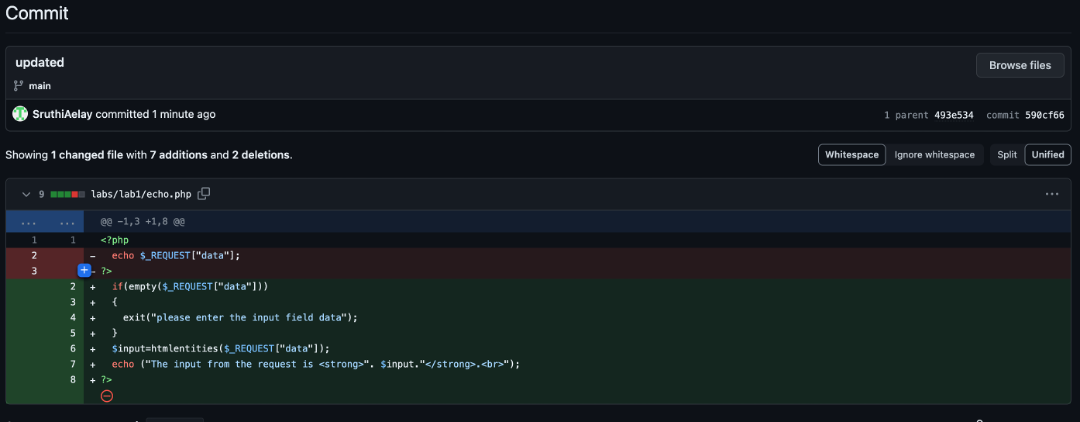 Commit
updated
Browse files
main
SruthiAelay committed 1 minute ago
1 parent 493e534 commit 590cf66
Showing 1 changed file with 7 additions and 2 deletions.
Whitespace Ignore whitespace Split Unified
9 labs/lab1/echo.php
... ... @@ -1,3 +1,8 @@
1 1 <?php
2 - echo $_REQUEST["data"];
3 - ?>
2 + if(empty($_REQUEST["data"]))
3 + {
4 + exit("please enter the input field data");
5 + }
6 + $input=htmlentities($_REQUEST["data"]);
7 + echo ("The input from the request is <strong>". $input."</strong>.<br>");
8 + ?>